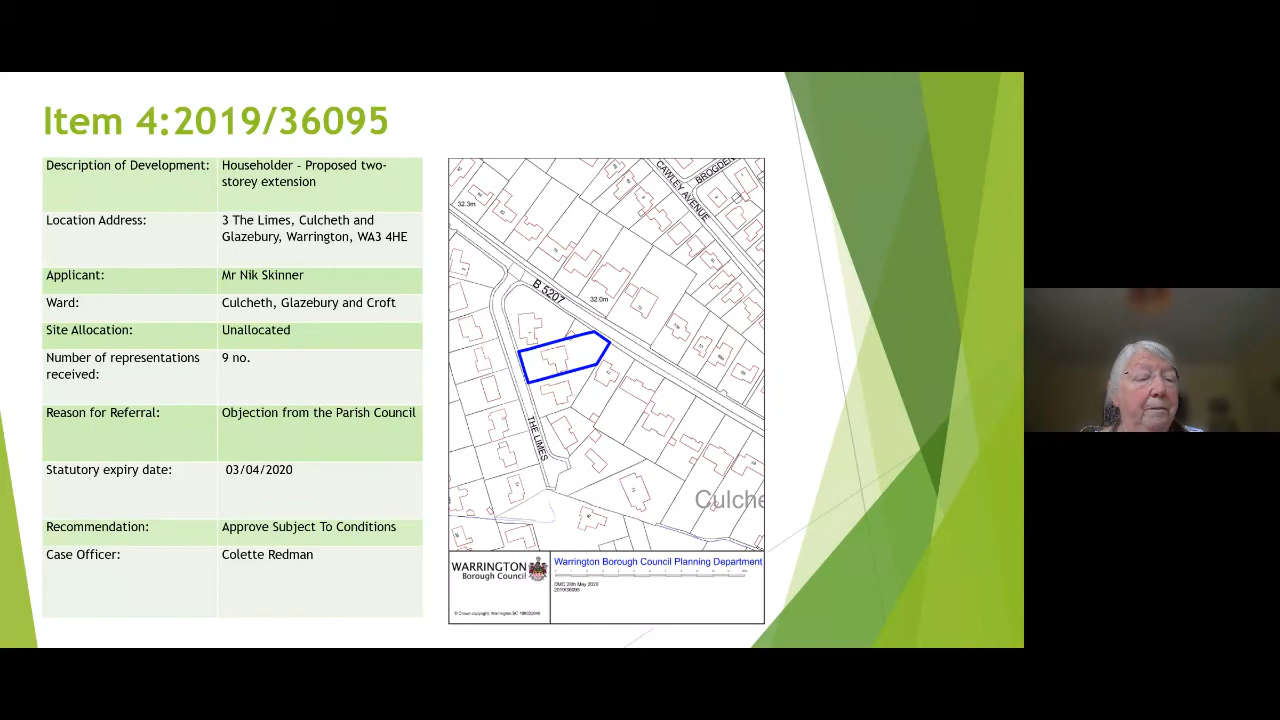 Item 4:2019/36095
Description of Development:
Householder - Proposed two-
storey extension
Location Address:
3 The Limes, Culcheth and
Glazebury, Warrington, WA3 4HE
Applicant:
Mr Nik Skinner
Ward:
Culcheth, Glazebury and Croft
Site Allocation:
Unallocated
Number of representations
received:
9 no.
Reason for Referral:
Objection from the Parish Council
Statutory expiry date:
03/04/2020
Recommendation:
Approve Subject To Conditions
Case Officer:
Colette Redman
CAWLEY AVENUE
BROGDEN
32.3m
B 5207
32.0m
THE LIMES
Culche
WARRINGTON
Borough Council
Warrington Borough Council Planning Department
2019/36095